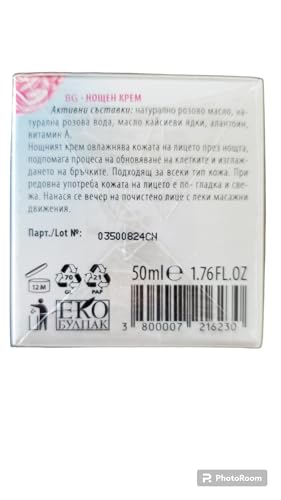 BG - НОЩЕН КРЕМ
Активни съставки: натурално розово масло, на-
турална розова вода, масло кайсиеви ядки, алантоин,
витамин А.
Нощният крем овлажнява кожата на лицето през нощта,
подпомага процеса на обновяване на клетките и изглаж-
дането на бръчките. Подходящ за всеки тип кожа. При
редовна употреба кожата на лицето е по- гладка и све-
жа. Нанася се вечер на почистено лице с леки масажни
движения.
Парт./Lot №: 03500824CN
50ml e 1.76FL.OZ
12 M
70
GL
21
PAP
ЕКО
БУЛПАК
3 800007 216230
PhotoRoom